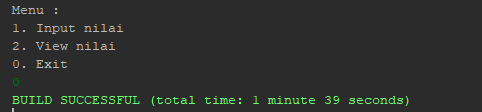 Menu :
1. Input nilai
2. View nilai
0. Exit
0
BUILD SUCCESSFUL (total time: 1 minute 39 seconds)